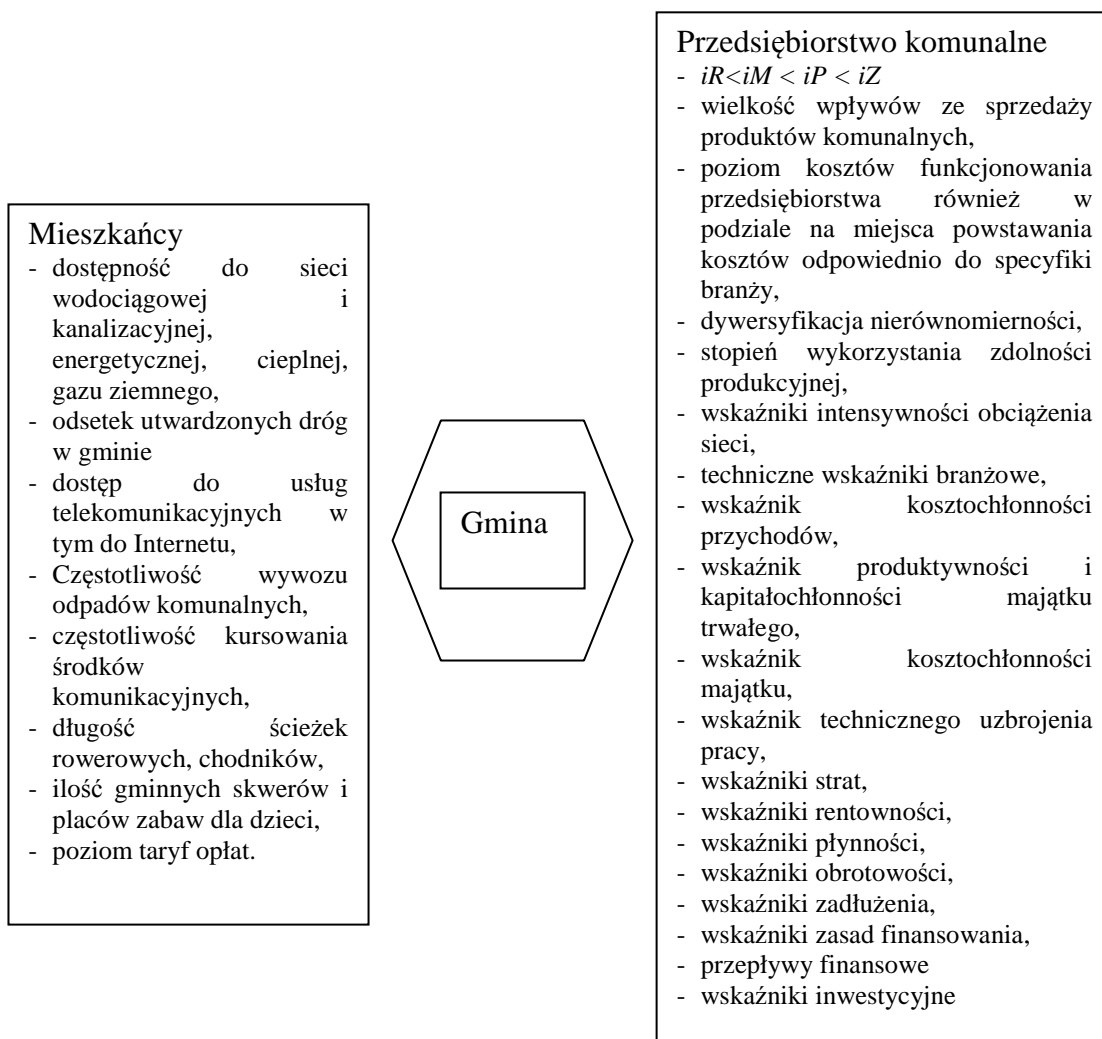 Mieszkańcy
- dostępność do sieci
wodociągowej i
kanalizacyjnej,
energetycznej, cieplnej,
gazu ziemnego,
- odsetek utwardzonych dróg
w gminie
- dostęp do usług
telekomunikacyjnych w
tym do Internetu,
- Częstotliwość wywozu
odpadów komunalnych,
- częstotliwość kursowania
środków
komunikacyjnych,
- długość ścieżek
rowerowych, chodników,
- ilość gminnych skwerów i
placów zabaw dla dzieci,
- poziom taryf opłat.
Gmina
Przedsiębiorstwo komunalne
- iR<iM < iP < iZ
- wielkość wpływów ze sprzedaży
produktów komunalnych,
- poziom kosztów funkcjonowania
przedsiębiorstwa również w
podziale na miejsca powstawania
kosztów odpowiednio do specyfiki
branży,
- dywersyfikacja nierównomierności,
- stopień wykorzystania zdolności
produkcyjnej,
- wskaźniki intensywności obciążenia
sieci,
- techniczne wskaźniki branżowe,
- wskaźnik kosztochłonności
przychodów,
- wskaźnik produktywności i
kapitałochłonności majątku
trwałego,
- wskaźnik kosztochłonności
majątku,
- wskaźnik technicznego uzbrojenia
pracy,
- wskaźniki strat,
- wskaźniki rentowności,
- wskaźniki płynności,
- wskaźniki obrotowości,
- wskaźniki zadłużenia,
- wskaźniki zasad finansowania,
- przepływy finansowe
- wskaźniki inwestycyjne